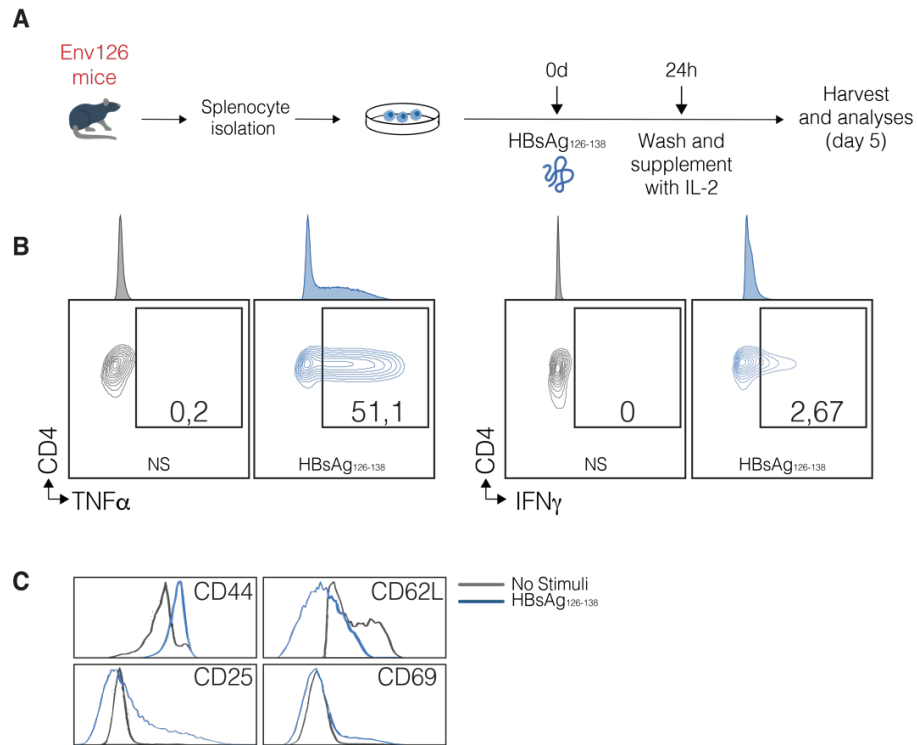 A
Env126
mice
Splenocyte
isolation
0d
24h
HBsAg126-138
Wash and
supplement
with IL-2
Harvest
and analyses
(day 5)
B
0,2
NS
51,1
HBsAg126-138
CD4
TNFα
0
NS
2,67
HBsAg126-138
CD4
IFNγ
C
CD44
CD62L
CD25
CD69
No Stimuli
HBsAg126-138